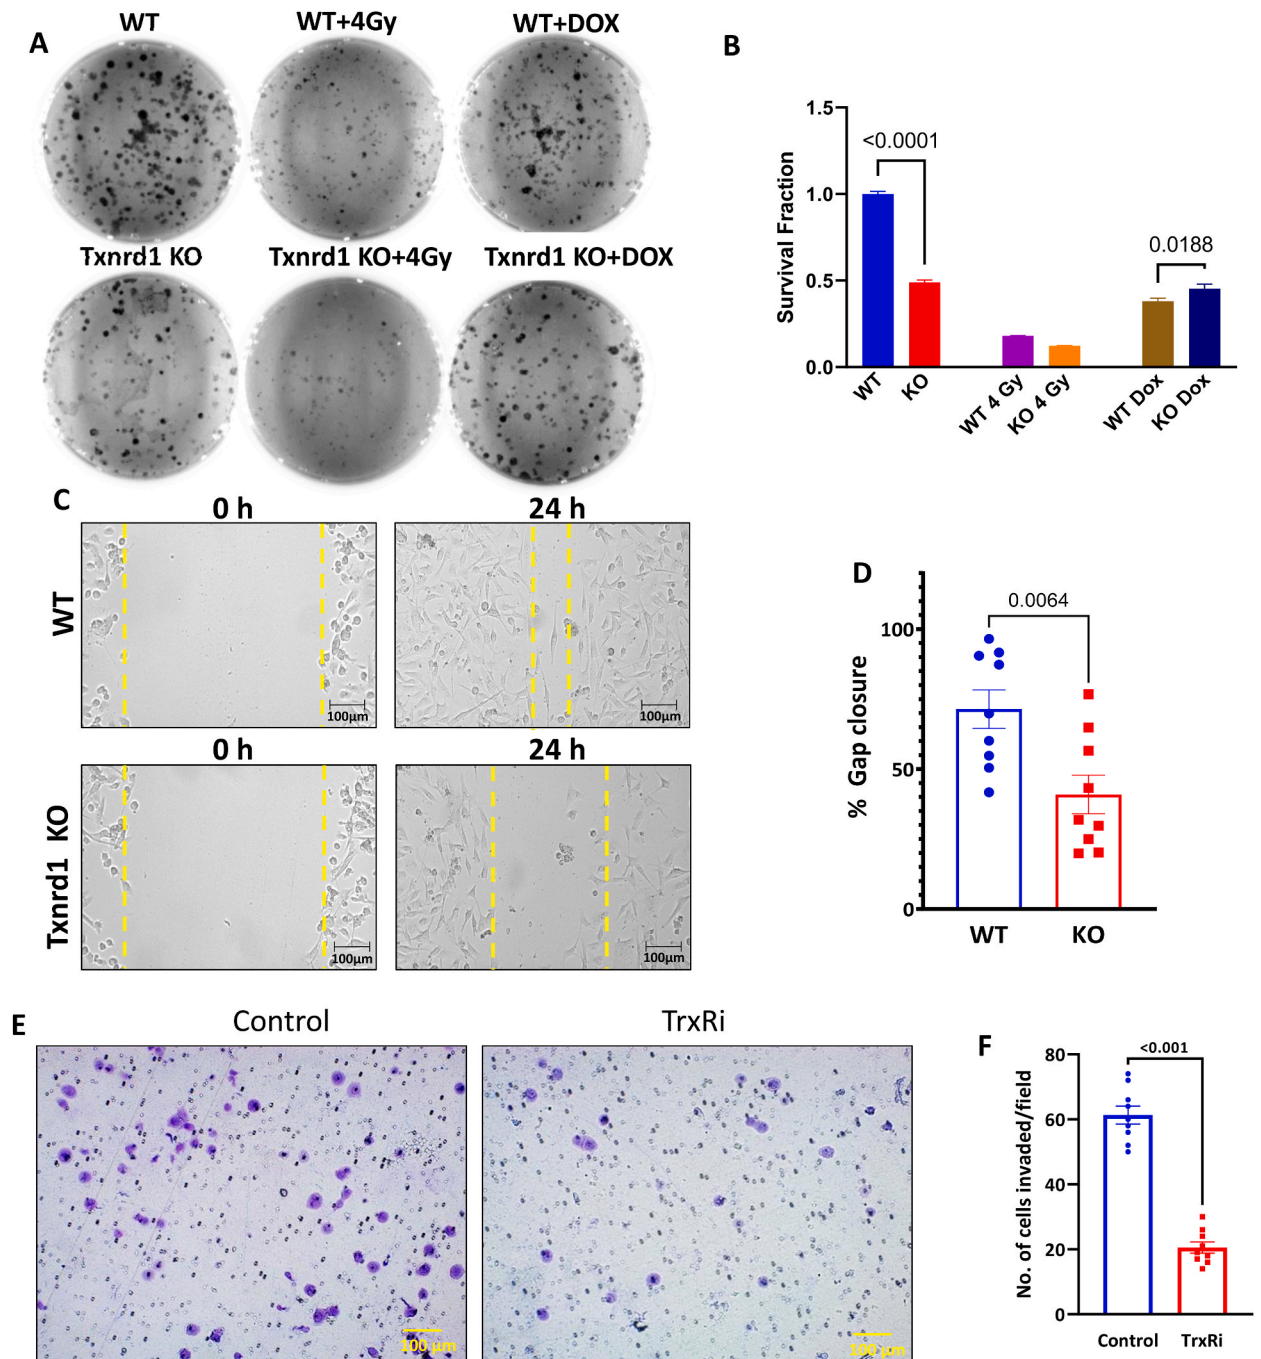 A
WT
WT+4Gy
WT+DOX
Txnrd1 KO
Txnrd1 KO+4Gy
Txnrd1 KO+DOX
B
Survival Fraction
1.5
1.0
0.5
0.0
<0.0001
0.0188
WT
KO
WT 4 Gy
KO 4 Gy
WT Dox
KO Dox
C
0 h
24 h
WT
100µm
100µm
0 h
24 h
Txnrd1 KO
100µm
100µm
D
% Gap closure
100
50
0
0.0064
WT
KO
E
Control
TrxRi
100 µm
100 µm
F
No. of cells invaded/field
80
60
40
20
0
<0.001
Control
TrxRi